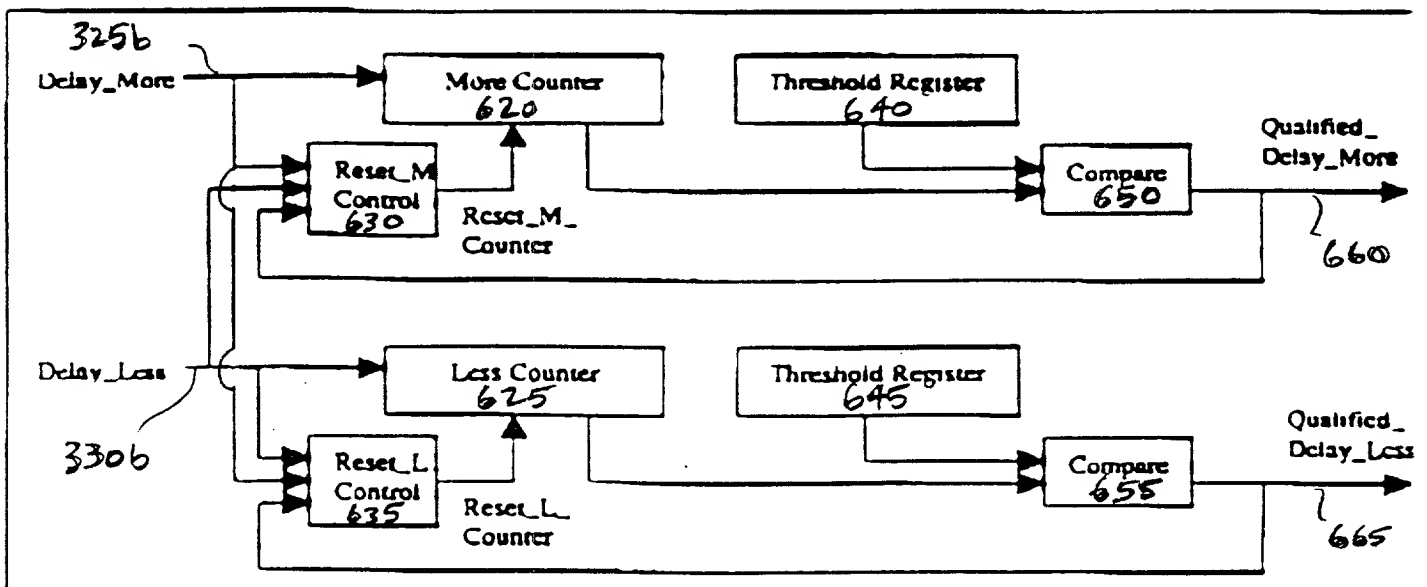 325b
Delay_More
More Counter
620
Threshold Register
640
Qualified_
Delay_More
Reset_M
Control
630
Reset_M_
Counter
Compare
650
660
Delay_Less
Less Counter
625
Threshold Register
645
Qualified_
Delay_Less
330b
Reset_L
Control
635
Reset_L_
Counter
Compare
655
665